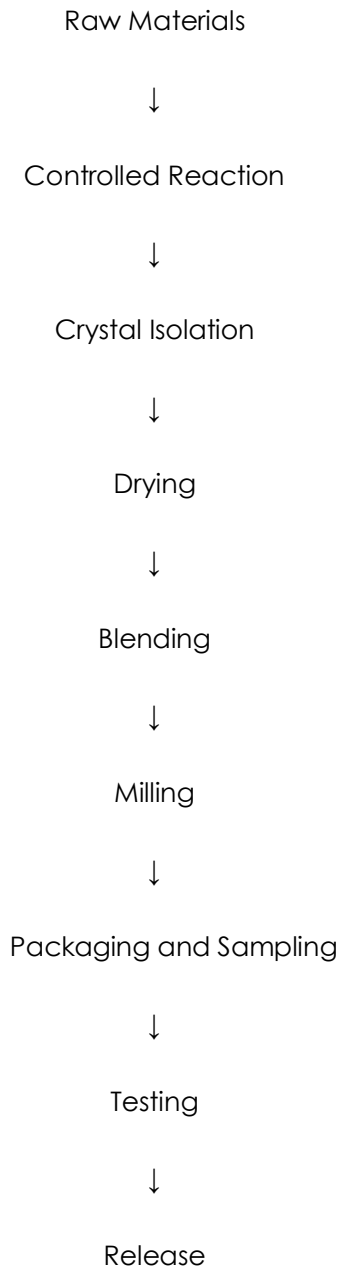 Raw Materials
↓
Controlled Reaction
↓
Crystal Isolation
↓
Drying
↓
Blending
↓
Milling
↓
Packaging and Sampling
↓
Testing
↓
Release